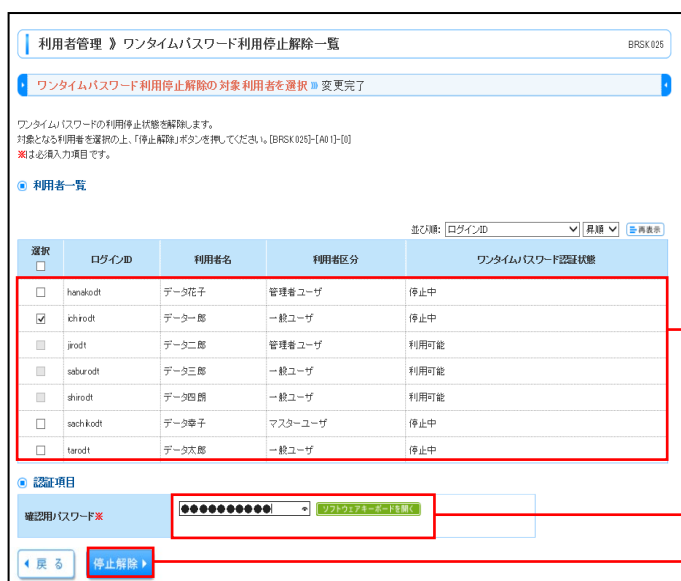 利用者管理 》 ワンタイムパスワード利用停止解除一覧 BRSK025
ワンタイムパスワード利用停止解除の対象利用者を選択 》 変更完了
ワンタイムパスワードの利用停止状態を解除します。
対象となる利用者を選択の上、「停止解除」ボタンを押してください。[BRSK025]-[A01]-[0]
※は必須入力項目です。
利用者一覧
並び順: ログインID 昇順 再表示
選択 ログインID 利用者名 利用者区分 ワンタイムパスワード認証状態
hanakodt データ花子 管理者ユーザ 停止中
ichirodt データ一郎 一般ユーザ 停止中
jirodt データ二郎 管理者ユーザ 利用可能
saburodt データ三郎 一般ユーザ 利用可能
shirodt データ四朗 一般ユーザ 利用可能
sachikodt データ幸子 マスターユーザ 停止中
tarodt データ太郎 一般ユーザ 停止中
認証項目
確認用パスワード※ ●●●●●●●●●● ソフトウェアキーボードを開く
戻る 停止解除